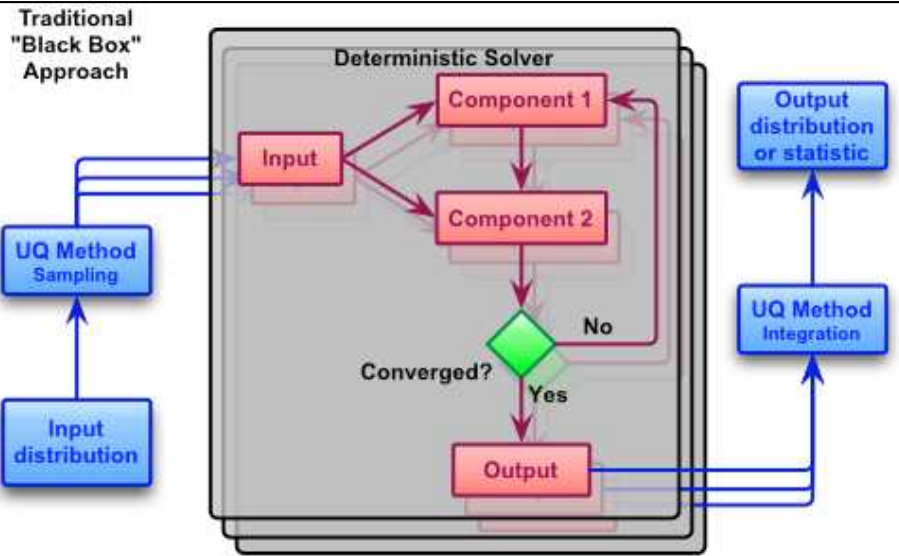 Traditional
"Black Box"
Approach
Deterministic Solver
Component 1
Input
Component 2
No
Converged?
Yes
Output
UQ Method
Sampling
Input
distribution
Output
distribution
or statistic
UQ Method
Integration